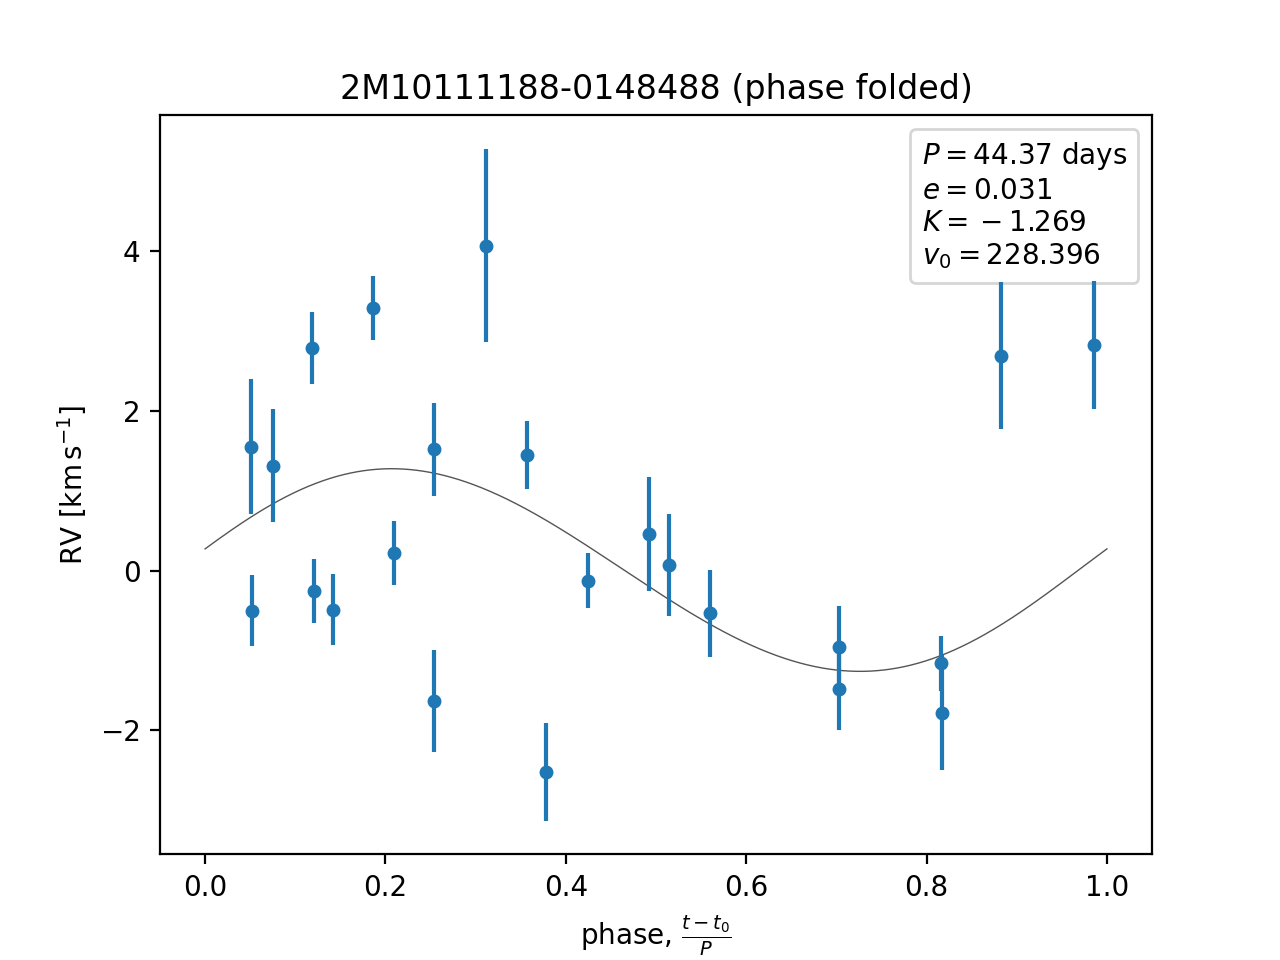 2M10111188-0148488 (phase folded)
P = 44.37 days
e = 0.031
K = −1.269
v₀ = 228.396
RV [km s⁻¹]
4
2
0
−2
0.0 0.2 0.4 0.6 0.8 1.0
phase, (t − t₀)/P